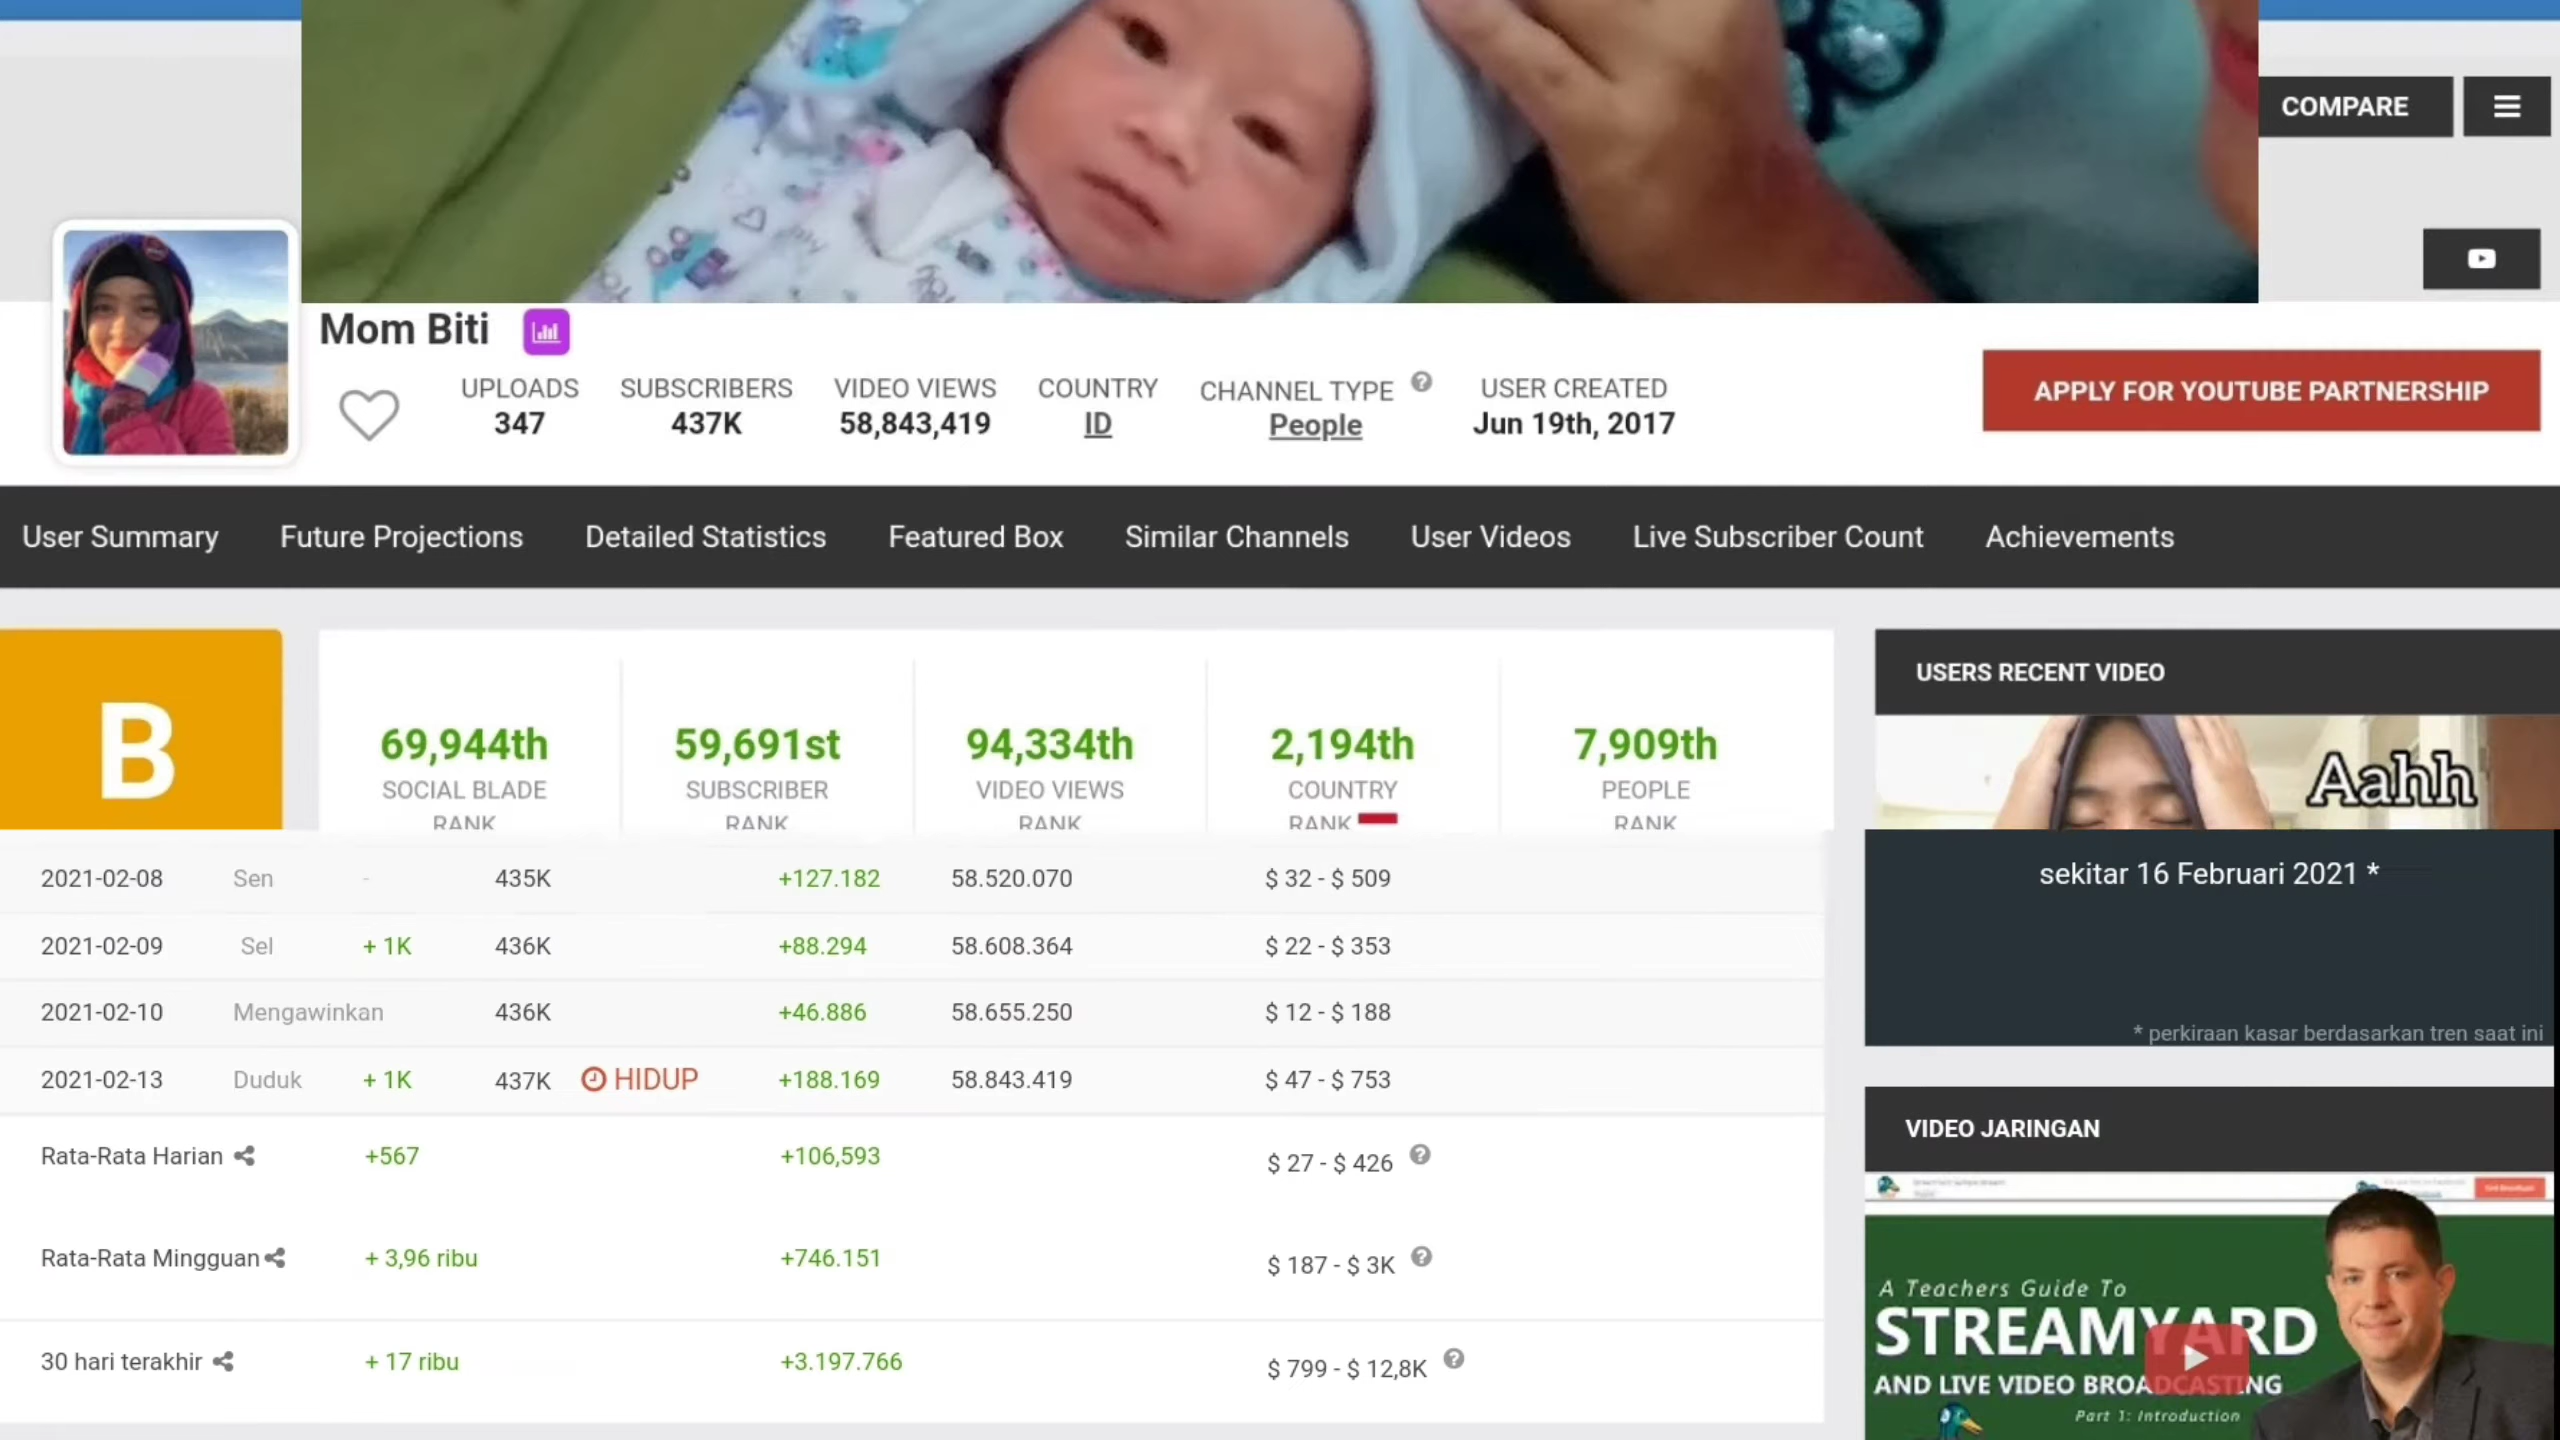 COMPARE
Mom Biti
UPLOADS SUBSCRIBERS VIDEO VIEWS COUNTRY CHANNEL TYPE USER CREATED
347 437K 58,843,419 ID People Jun 19th, 2017
APPLY FOR YOUTUBE PARTNERSHIP
User Summary Future Projections Detailed Statistics Featured Box Similar Channels User Videos Live Subscriber Count Achievements
B
69,944th 59,691st 94,334th 2,194th 7,909th
SOCIAL BLADE SUBSCRIBER VIDEO VIEWS COUNTRY PEOPLE
RANK RANK RANK RANK RANK
USERS RECENT VIDEO
Aahh
2021-02-08 Sen - 435K +127.182 58.520.070 $ 32 - $ 509
2021-02-09 Sel + 1K 436K +88.294 58.608.364 $ 22 - $ 353
2021-02-10 Mengawinkan 436K +46.886 58.655.250 $ 12 - $ 188
2021-02-13 Duduk + 1K 437K HIDUP +188.169 58.843.419 $ 47 - $ 753
Rata-Rata Harian +567 +106,593 $ 27 - $ 426
Rata-Rata Mingguan + 3,96 ribu +746.151 $ 187 - $ 3K
30 hari terakhir + 17 ribu +3.197.766 $ 799 - $ 12,8K
sekitar 16 Februari 2021 *
* perkiraan kasar berdasarkan tren saat ini
VIDEO JARINGAN
A Teachers Guide To
STREAMYARD
AND LIVE VIDEO BROADCASTING
Part 1: Introduction